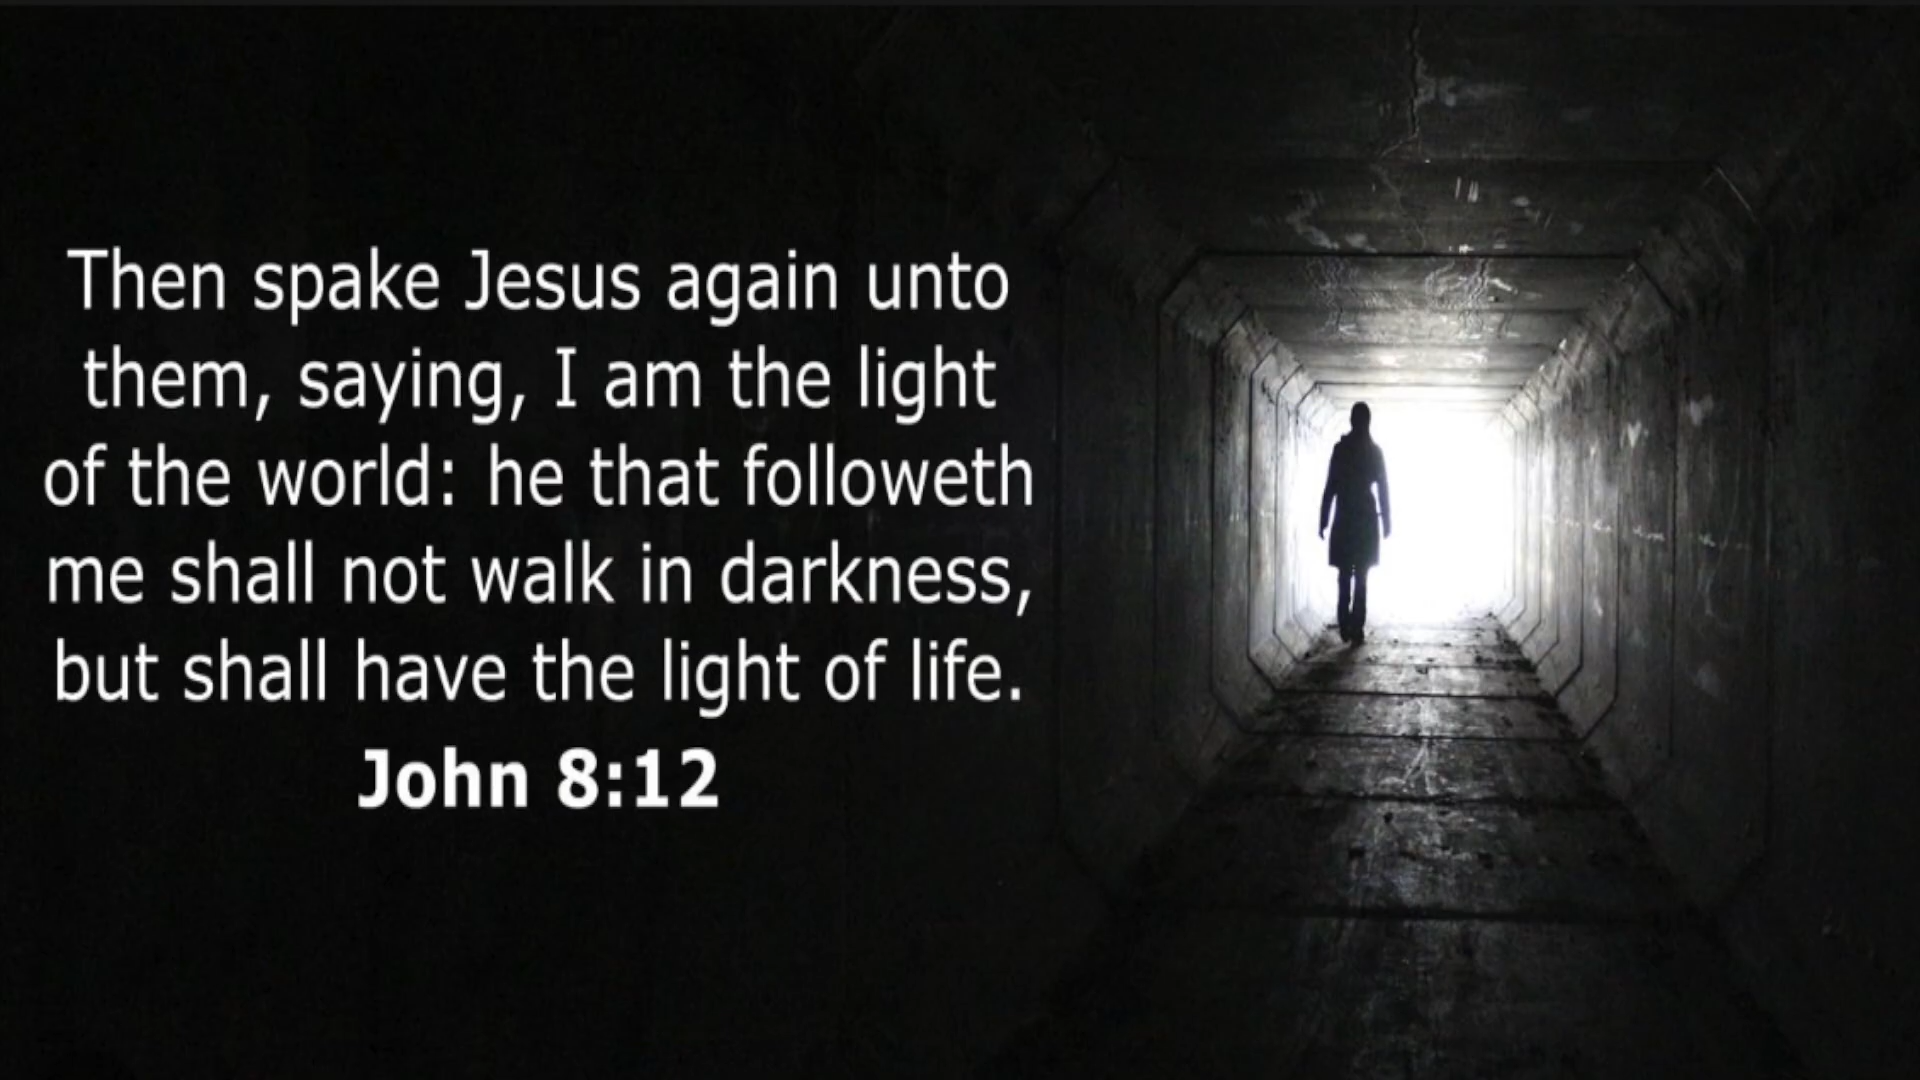 Then spake Jesus again unto
them, saying, I am the light
of the world: he that followeth
me shall not walk in darkness,
but shall have the light of life.
John 8:12